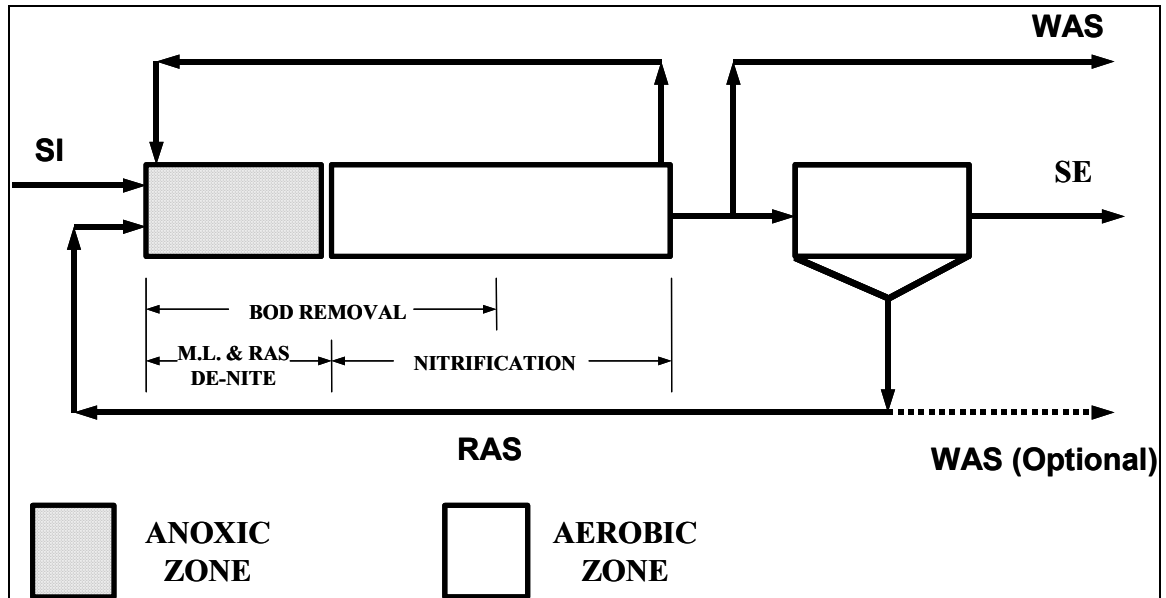 WAS
SI
SE
BOD REMOVAL
M.L. & RAS
DE-NITE
NITRIFICATION
RAS
WAS (Optional)
ANOXIC
ZONE
AEROBIC
ZONE